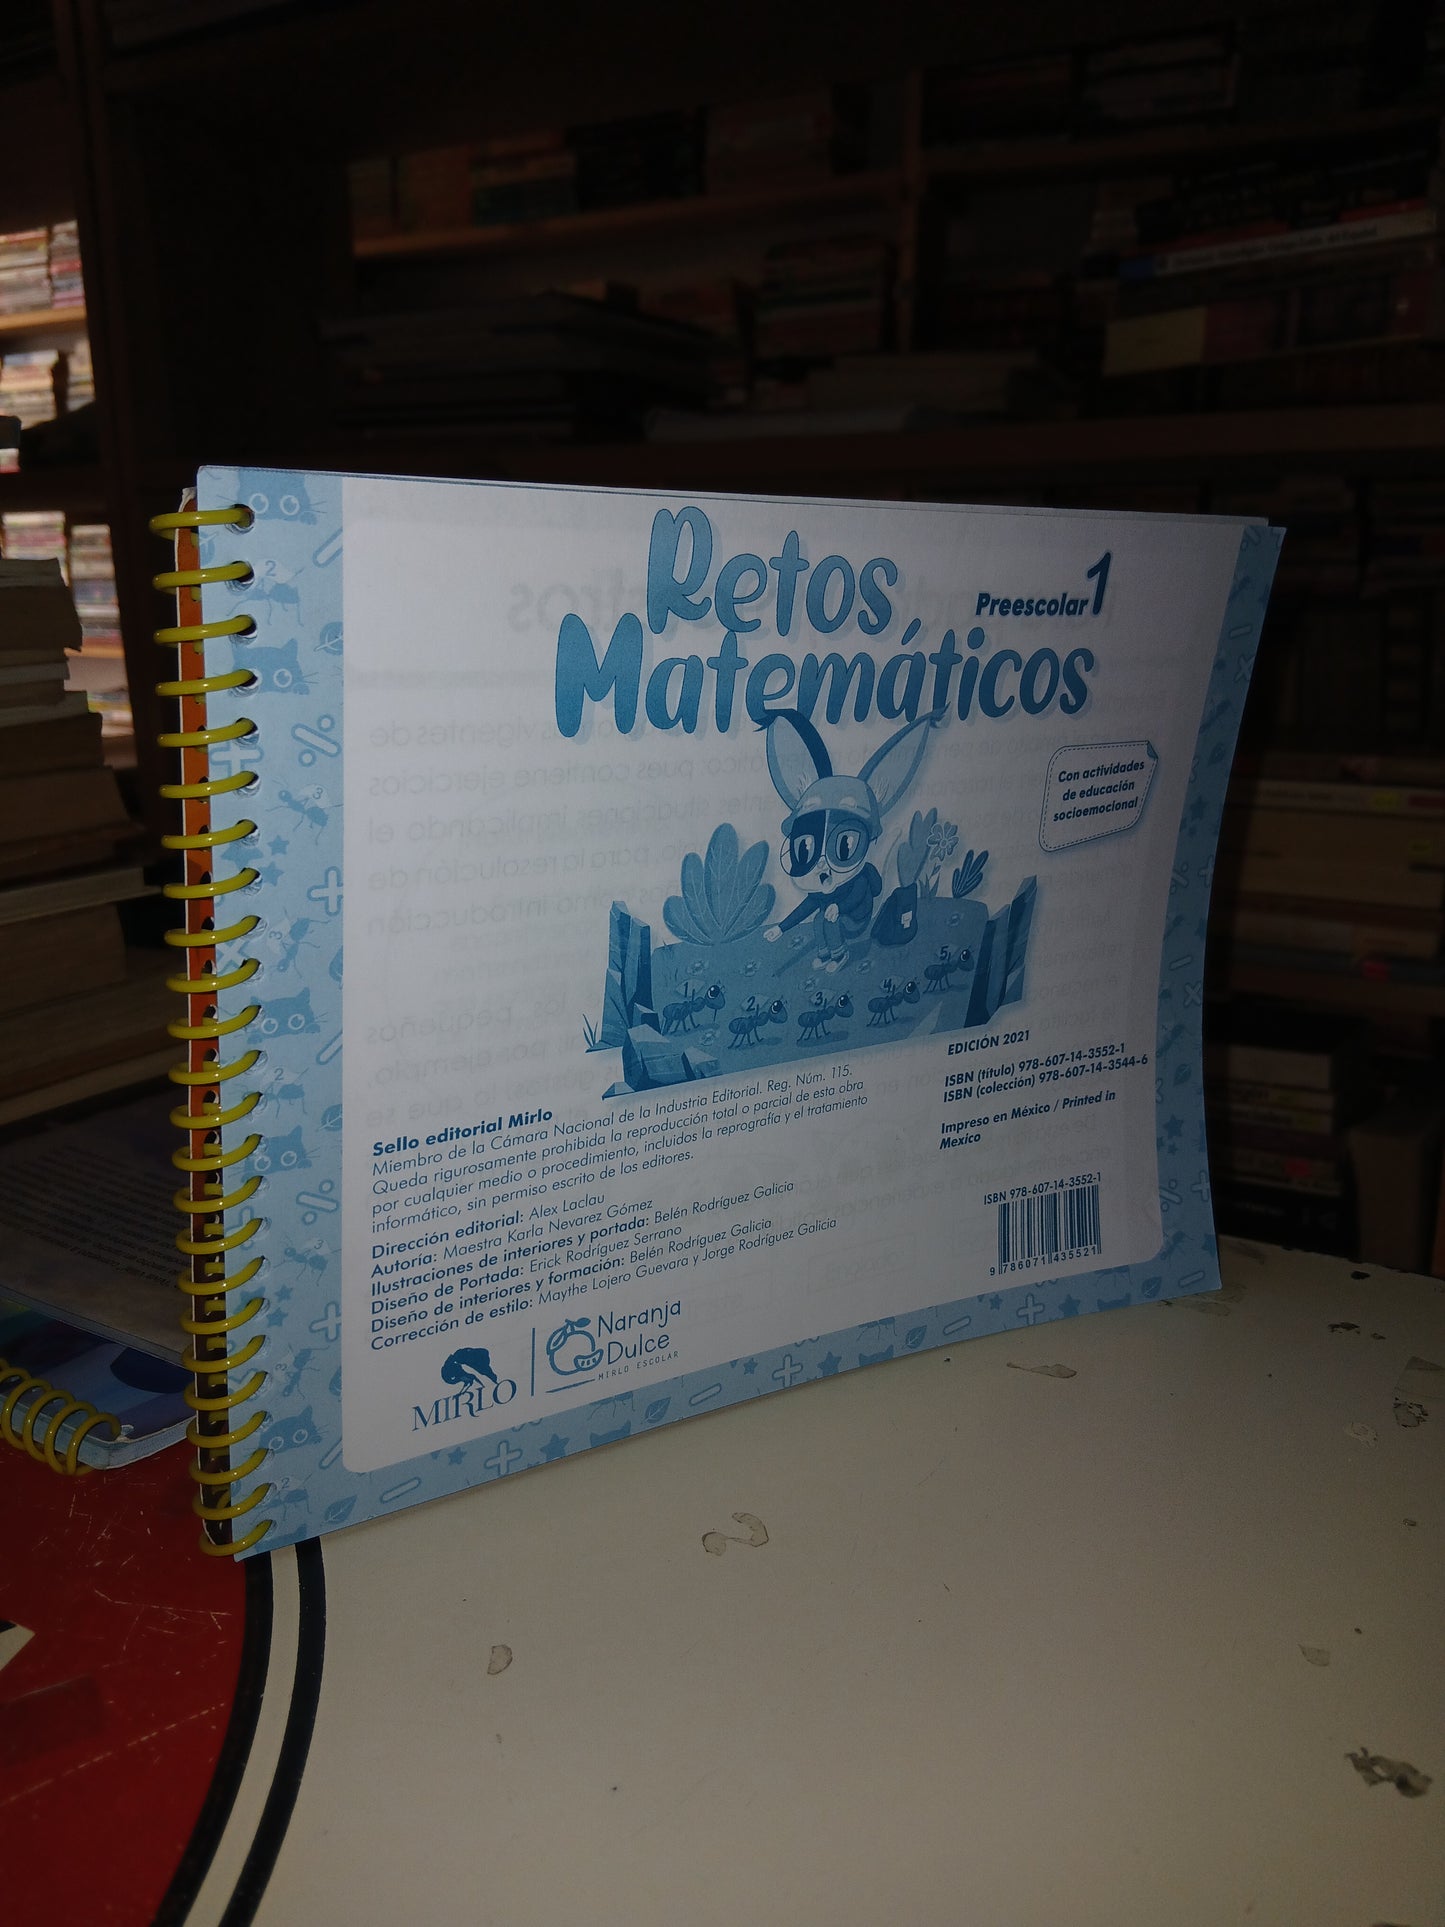 Retos
Matemáticos
Preescolar 1
Con actividades
de educación
socioemocional
1 2 3 4 5
EDICIÓN 2021
ISBN (título) 978-607-14-3552-1
ISBN (colección) 978-607-14-3544-6
Impreso en México / Printed in
Mexico
Sello editorial Mirlo
Miembro de la Cámara Nacional de la Industria Editorial. Reg. Núm. 115.
Queda rigurosamente prohibida la reproducción total o parcial de esta obra
por cualquier medio o procedimiento, incluidos la reprografía y el tratamiento
informático, sin permiso escrito de los editores.
Dirección editorial: Alex Laclau
Autoría: Maestra Karla Nevarez Gómez
Ilustraciones de interiores y portada: Belén Rodríguez Galicia
Diseño de Portada: Erick Rodríguez Serrano
Diseño de interiores y formación: Belén Rodríguez Galicia
Corrección de estilo: Maythe Lojero Guevara y Jorge Rodríguez Galicia
ISBN 978-607-14-3552-1
9 786071 435521
MIRLO
Naranja
Dulce
MIRLO ESCOLAR